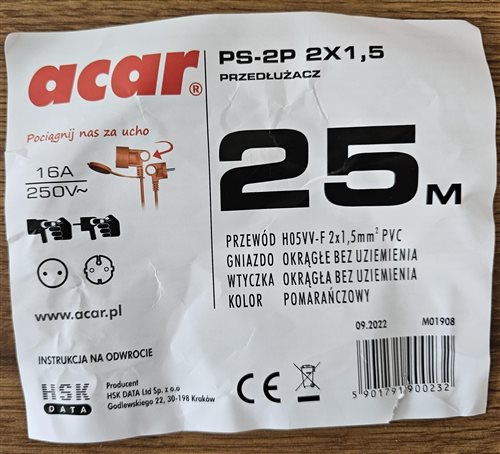 acar®
PS-2P 2X1,5
PRZEDŁUŻACZ
Pociągnij nas za ucho
16A
250V~
25 M
PRZEWÓD H05VV-F 2x1,5mm² PVC
GNIAZDO OKRĄGŁE BEZ UZIEMIENIA
WTYCZKA OKRĄGŁA BEZ UZIEMIENIA
KOLOR POMARAŃCZOWY
www.acar.pl
09.2022 M01908
INSTRUKCJA NA ODWROCIE
HSK
DATA
Producent
HSK DATA Ltd Sp. z o.o
Godlewskiego 22, 30-198 Kraków
CE
5 901791 900232